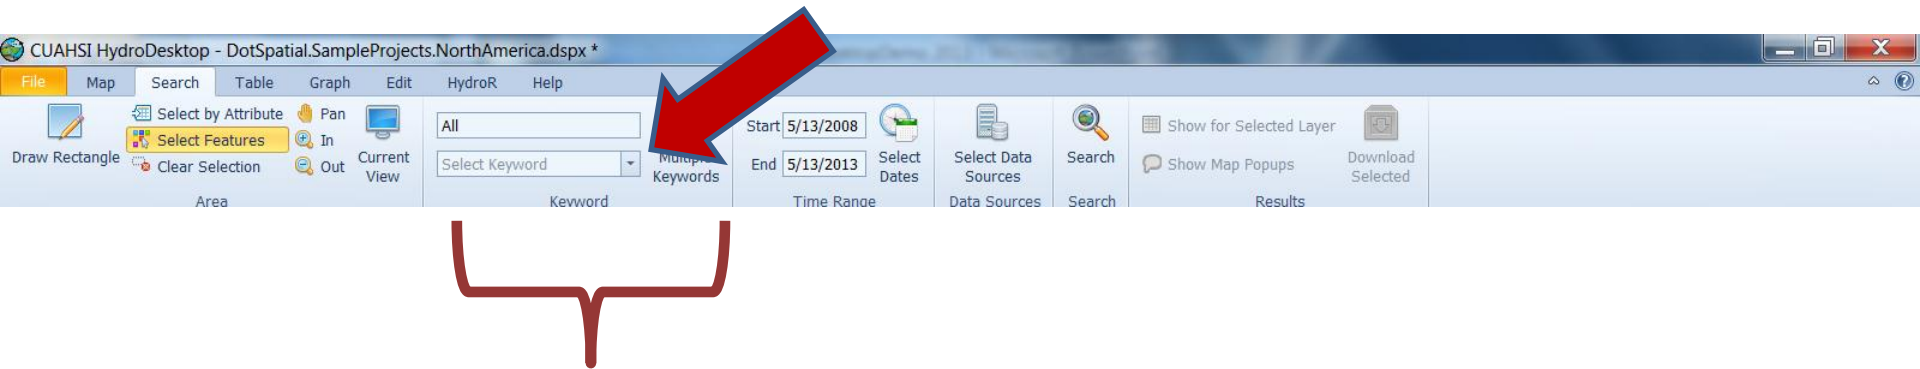 CUAHSI HydroDesktop - DotSpatial.SampleProjects.NorthAmerica.dspx *
File Map Search Table Graph Edit HydroR Help
Draw Rectangle
Select by Attribute
Select Features
Clear Selection
Pan
In
Out
Current
View
Area
All
Select Keyword
Keywords
Keyword
Start 5/13/2008
End 5/13/2013
Select
Dates
Time Range
Select Data
Sources
Data Sources
Search
Search
Show for Selected Layer
Show Map Popups
Download
Selected
Results